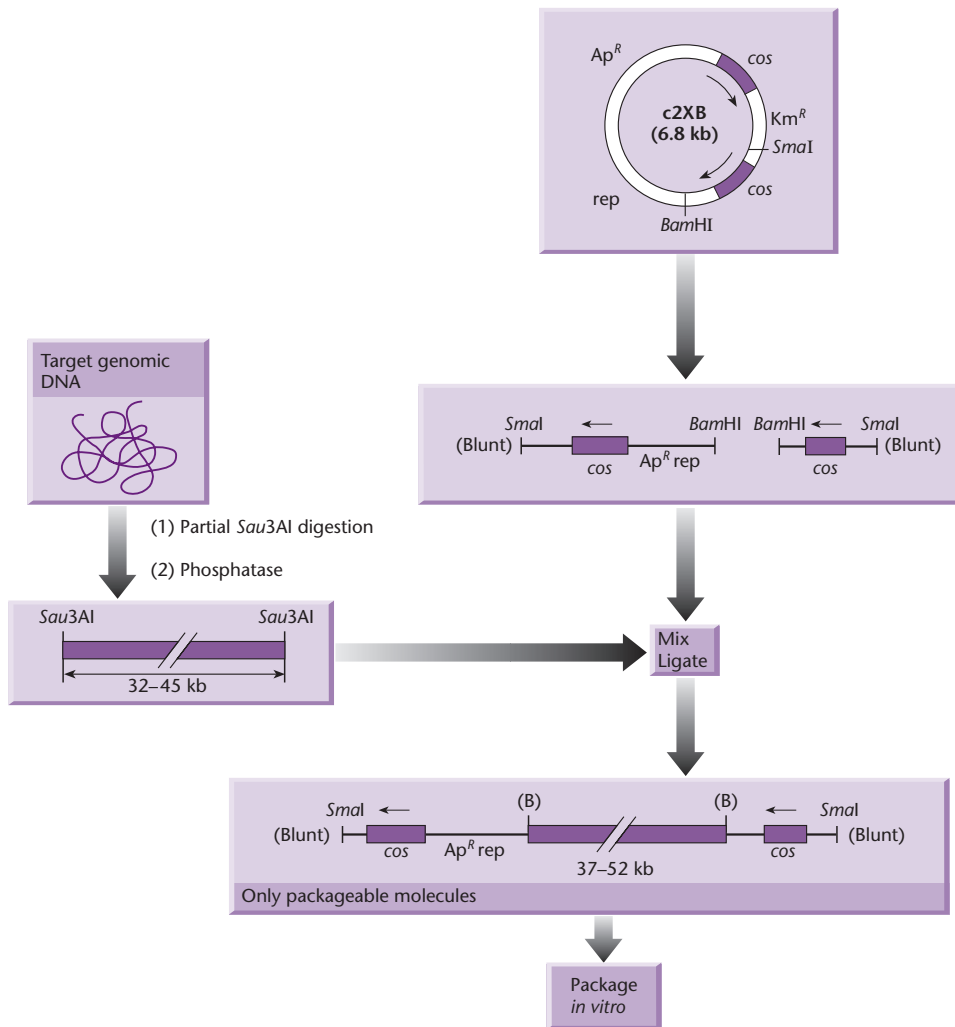 Ap^R
cos
c2XB
(6.8 kb)
Km^R
SmaI
cos
rep
BamHI
Target genomic
DNA
(1) Partial Sau3AI digestion
(2) Phosphatase
SmaI
(Blunt)
cos
Ap^R rep
BamHI
BamHI
cos
SmaI
(Blunt)
Sau3AI
Sau3AI
32–45 kb
Mix
Ligate
SmaI
(Blunt)
cos
Ap^R rep
(B)
(B)
37–52 kb
cos
SmaI
(Blunt)
Only packageable molecules
Package
in vitro